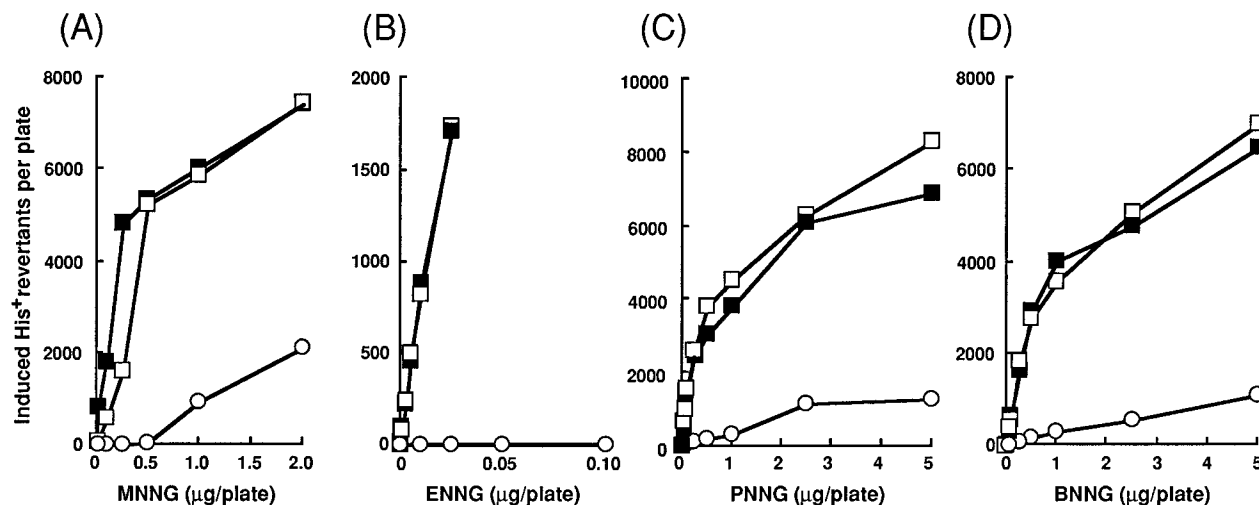 (A)
(B)
(C)
(D)
Induced His+ revertants per plate
8000
6000
4000
2000
0
0 0.5 1.0 2.0
MNNG (μg/plate)
2000
1500
1000
500
0
0 0.05 0.10
ENNG (μg/plate)
10000
8000
6000
4000
2000
0
0 1 2 3 4 5
PNNG (μg/plate)
8000
6000
4000
2000
0
0 1 2 3 4 5
BNNG (μg/plate)